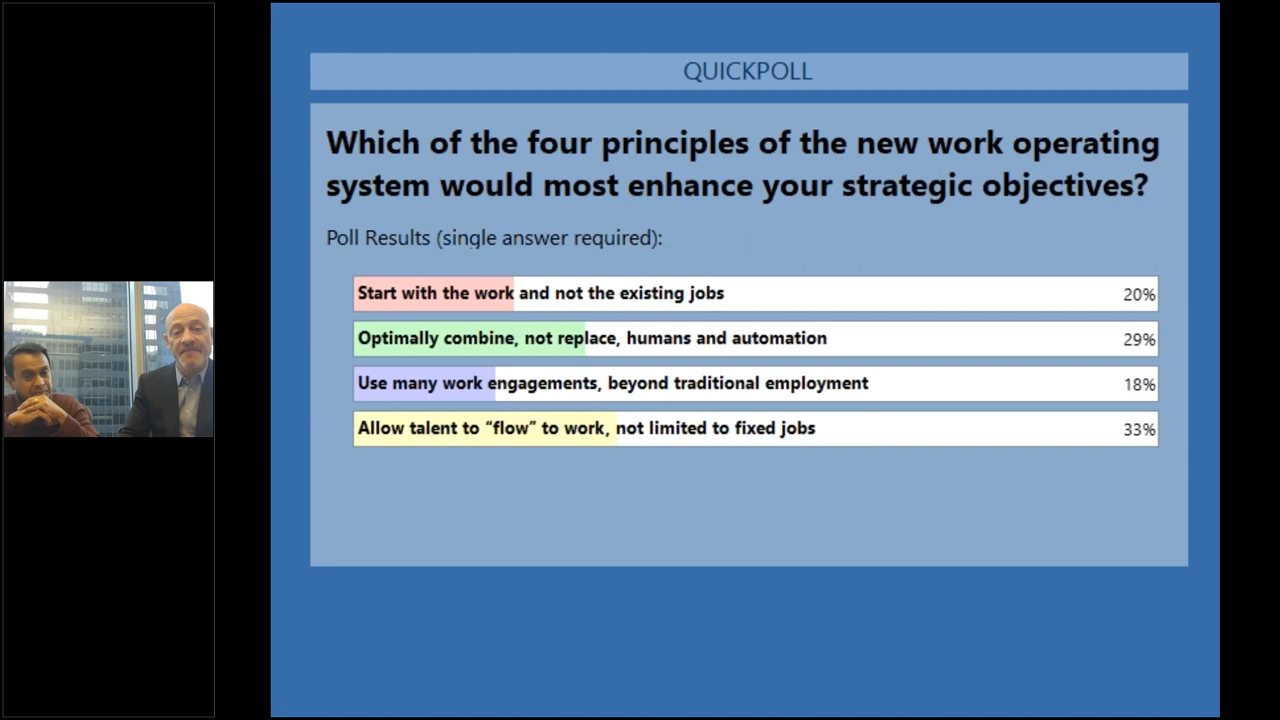 QUICKPOLL
Which of the four principles of the new work operating
system would most enhance your strategic objectives?
Poll Results (single answer required):
Start with the work and not the existing jobs 20%
Optimally combine, not replace, humans and automation 29%
Use many work engagements, beyond traditional employment 18%
Allow talent to “flow” to work, not limited to fixed jobs 33%